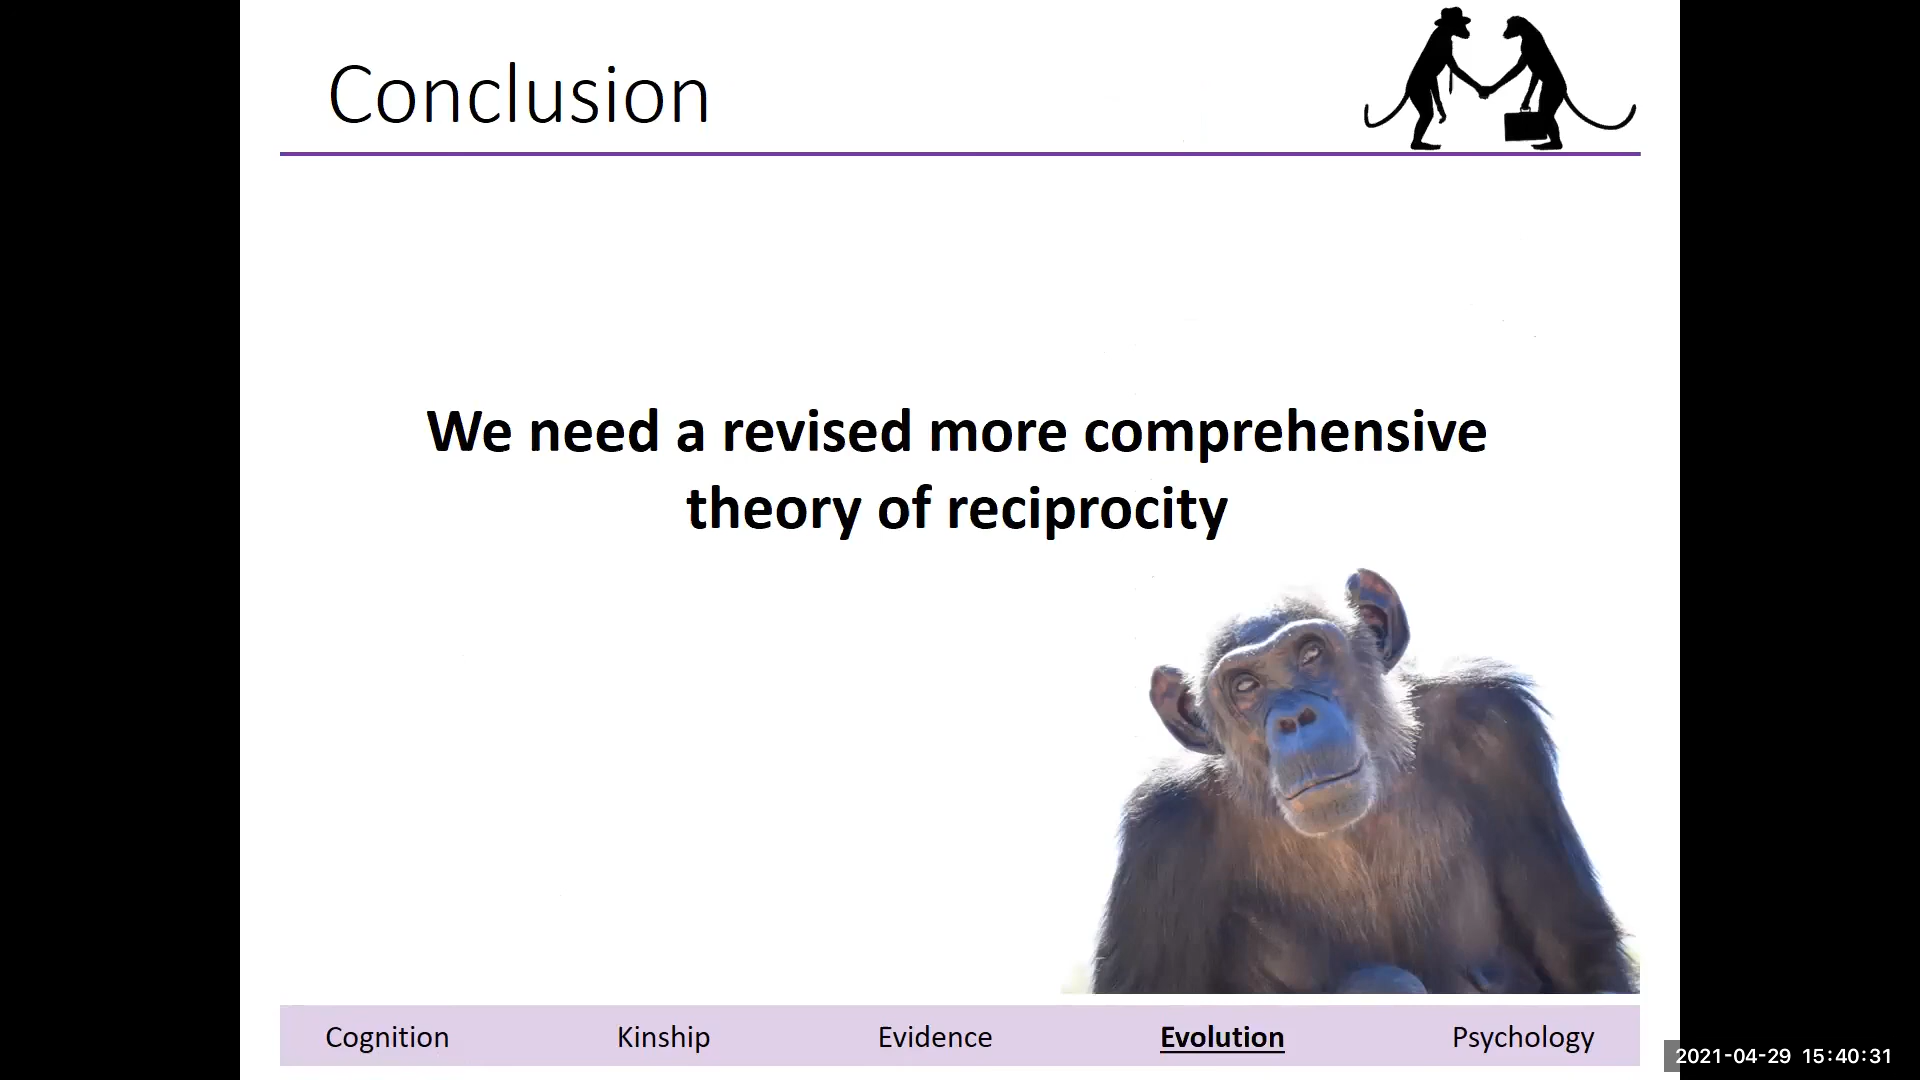 Conclusion
We need a revised more comprehensive
theory of reciprocity
Cognition Kinship Evidence Evolution Psychology
2021-04-29 15:40:31